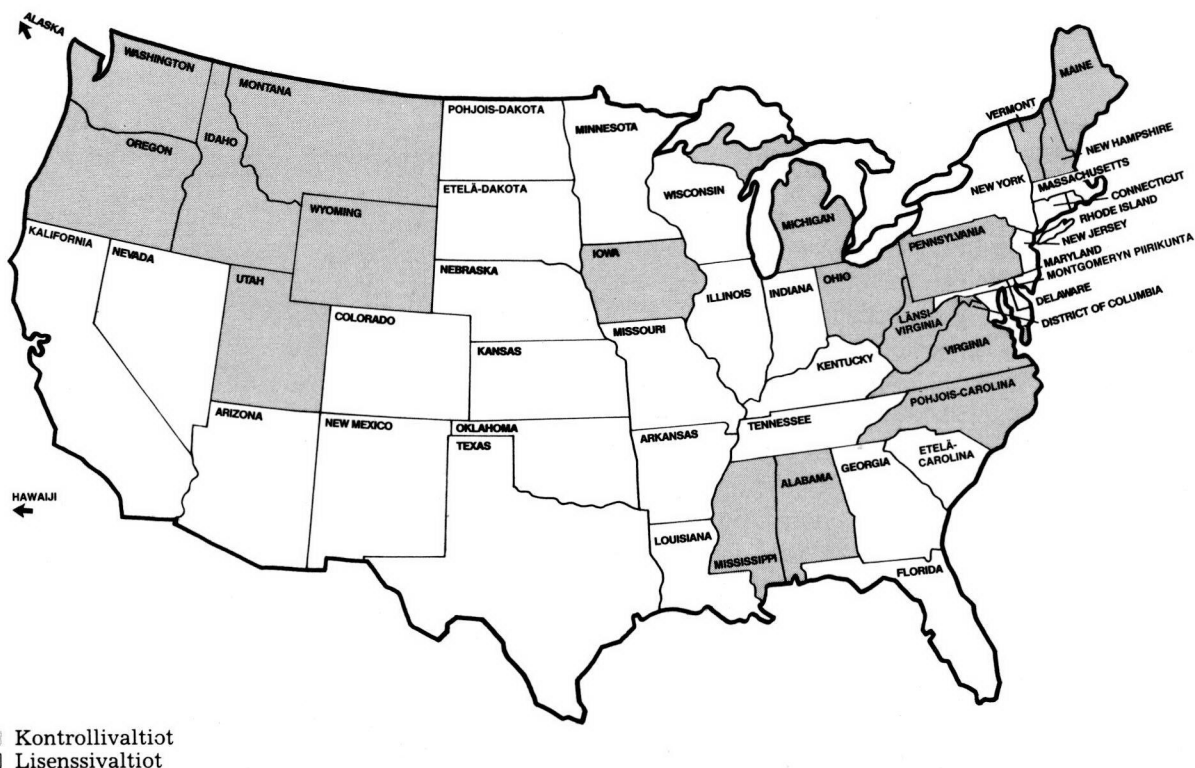 ALASKA
WASHINGTON
MONTANA
POHJOIS-DAKOTA
MINNESOTA
MAINE
VERMONT
OREGON
IDAHO
NEW HAMPSHIRE
MASSACHUSETTS
ETELÄ-DAKOTA
WISCONSIN
NEW YORK
CONNECTICUT
RHODE ISLAND
WYOMING
MICHIGAN
NEW JERSEY
KALIFORNIA
NEVADA
PENNSYLVANIA
MARYLAND
MONTGOMERYN PIIRIKUNTA
IOWA
NEBRASKA
UTAH
ILLINOIS
INDIANA
OHIO
DELAWARE
DISTRICT OF COLUMBIA
COLORADO
KANSAS
MISSOURI
LÄNSI-
VIRGINIA
VIRGINIA
KENTUCKY
POHJOIS-CAROLINA
ARIZONA
NEW MEXICO
OKLAHOMA
TEXAS
ARKANSAS
TENNESSEE
ETELÄ-
CAROLINA
GEORGIA
ALABAMA
HAWAIJI
LOUISIANA
MISSISSIPPI
FLORIDA
Kontrollivaltiot
Lisenssivaltiot